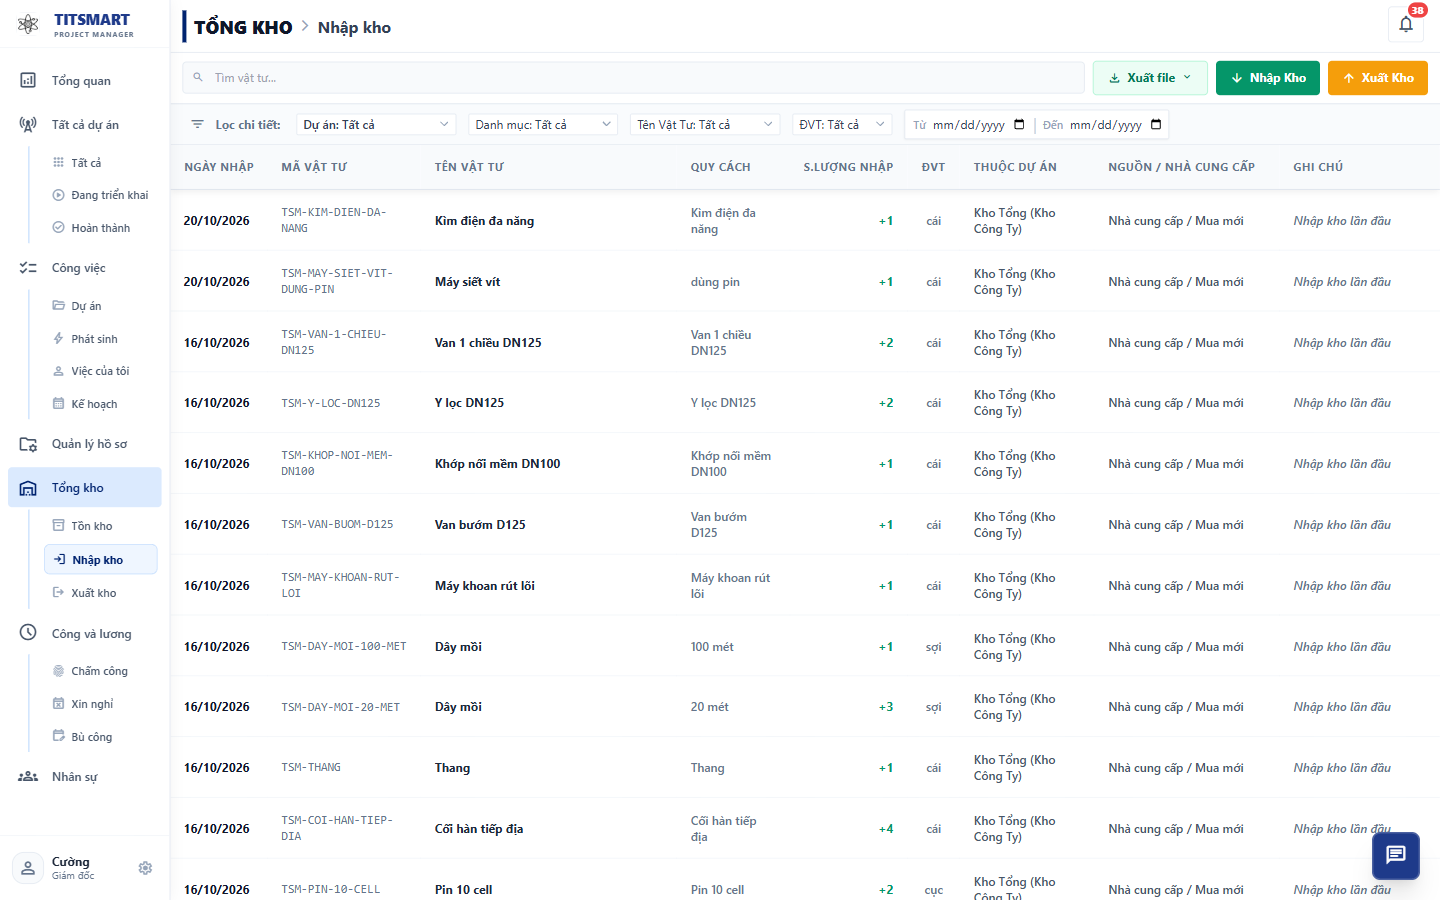 TITSMART
PROJECT MANAGER
Tổng quan
Tất cả dự án
Tất cả
Đang triển khai
Hoàn thành
Công việc
Dự án
Phát sinh
Việc của tôi
Kế hoạch
Quản lý hồ sơ
Tổng kho
Tồn kho
Nhập kho
Xuất kho
Công và lương
Chấm công
Xin nghỉ
Bù công
Nhân sự
Cường
Giám đốc
TỔNG KHO > Nhập kho
38
Tìm vật tư...
Xuất file
Nhập Kho
Xuất Kho
Lọc chi tiết: Dự án: Tất cả Danh mục: Tất cả Tên Vật Tư: Tất cả ĐVT: Tất cả Từ mm/dd/yyyy Đến mm/dd/yyyy
NGÀY NHẬP MÃ VẬT TƯ TÊN VẬT TƯ QUY CÁCH S.LƯỢNG NHẬP ĐVT THUỘC DỰ ÁN NGUỒN / NHÀ CUNG CẤP GHI CHÚ
20/10/2026 TSM-KIM-DIEN-DA-NANG Kìm điện đa năng Kìm điện đa năng +1 cái Kho Tổng (Kho Công Ty) Nhà cung cấp / Mua mới Nhập kho lần đầu
20/10/2026 TSM-MAY-SIET-VIT-DUNG-PIN Máy siết vít dùng pin +1 cái Kho Tổng (Kho Công Ty) Nhà cung cấp / Mua mới Nhập kho lần đầu
16/10/2026 TSM-VAN-1-CHIEU-DN125 Van 1 chiều DN125 Van 1 chiều DN125 +2 cái Kho Tổng (Kho Công Ty) Nhà cung cấp / Mua mới Nhập kho lần đầu
16/10/2026 TSM-Y-LOC-DN125 Y lọc DN125 Y lọc DN125 +2 cái Kho Tổng (Kho Công Ty) Nhà cung cấp / Mua mới Nhập kho lần đầu
16/10/2026 TSM-KHOP-NOI-MEM-DN100 Khớp nối mềm DN100 Khớp nối mềm DN100 +1 cái Kho Tổng (Kho Công Ty) Nhà cung cấp / Mua mới Nhập kho lần đầu
16/10/2026 TSM-VAN-BUOM-D125 Van bướm D125 Van bướm D125 +1 cái Kho Tổng (Kho Công Ty) Nhà cung cấp / Mua mới Nhập kho lần đầu
16/10/2026 TSM-MAY-KHOAN-RUT-LOI Máy khoan rút lõi Máy khoan rút lõi +1 cái Kho Tổng (Kho Công Ty) Nhà cung cấp / Mua mới Nhập kho lần đầu
16/10/2026 TSM-DAY-MOI-100-MET Dây mồi 100 mét +1 sợi Kho Tổng (Kho Công Ty) Nhà cung cấp / Mua mới Nhập kho lần đầu
16/10/2026 TSM-DAY-MOI-20-MET Dây mồi 20 mét +3 sợi Kho Tổng (Kho Công Ty) Nhà cung cấp / Mua mới Nhập kho lần đầu
16/10/2026 TSM-THANG Thang Thang +1 cái Kho Tổng (Kho Công Ty) Nhà cung cấp / Mua mới Nhập kho lần đầu
16/10/2026 TSM-COI-HAN-TIEP-DIA Cối hàn tiếp địa Cối hàn tiếp địa +4 cái Kho Tổng (Kho Công Ty) Nhà cung cấp / Mua mới Nhập kho lần đầu
16/10/2026 TSM-PIN-10-CELL Pin 10 cell Pin 10 cell +2 cục Kho Tổng (Kho Công Ty) Nhà cung cấp / Mua mới Nhập kho lần đầu